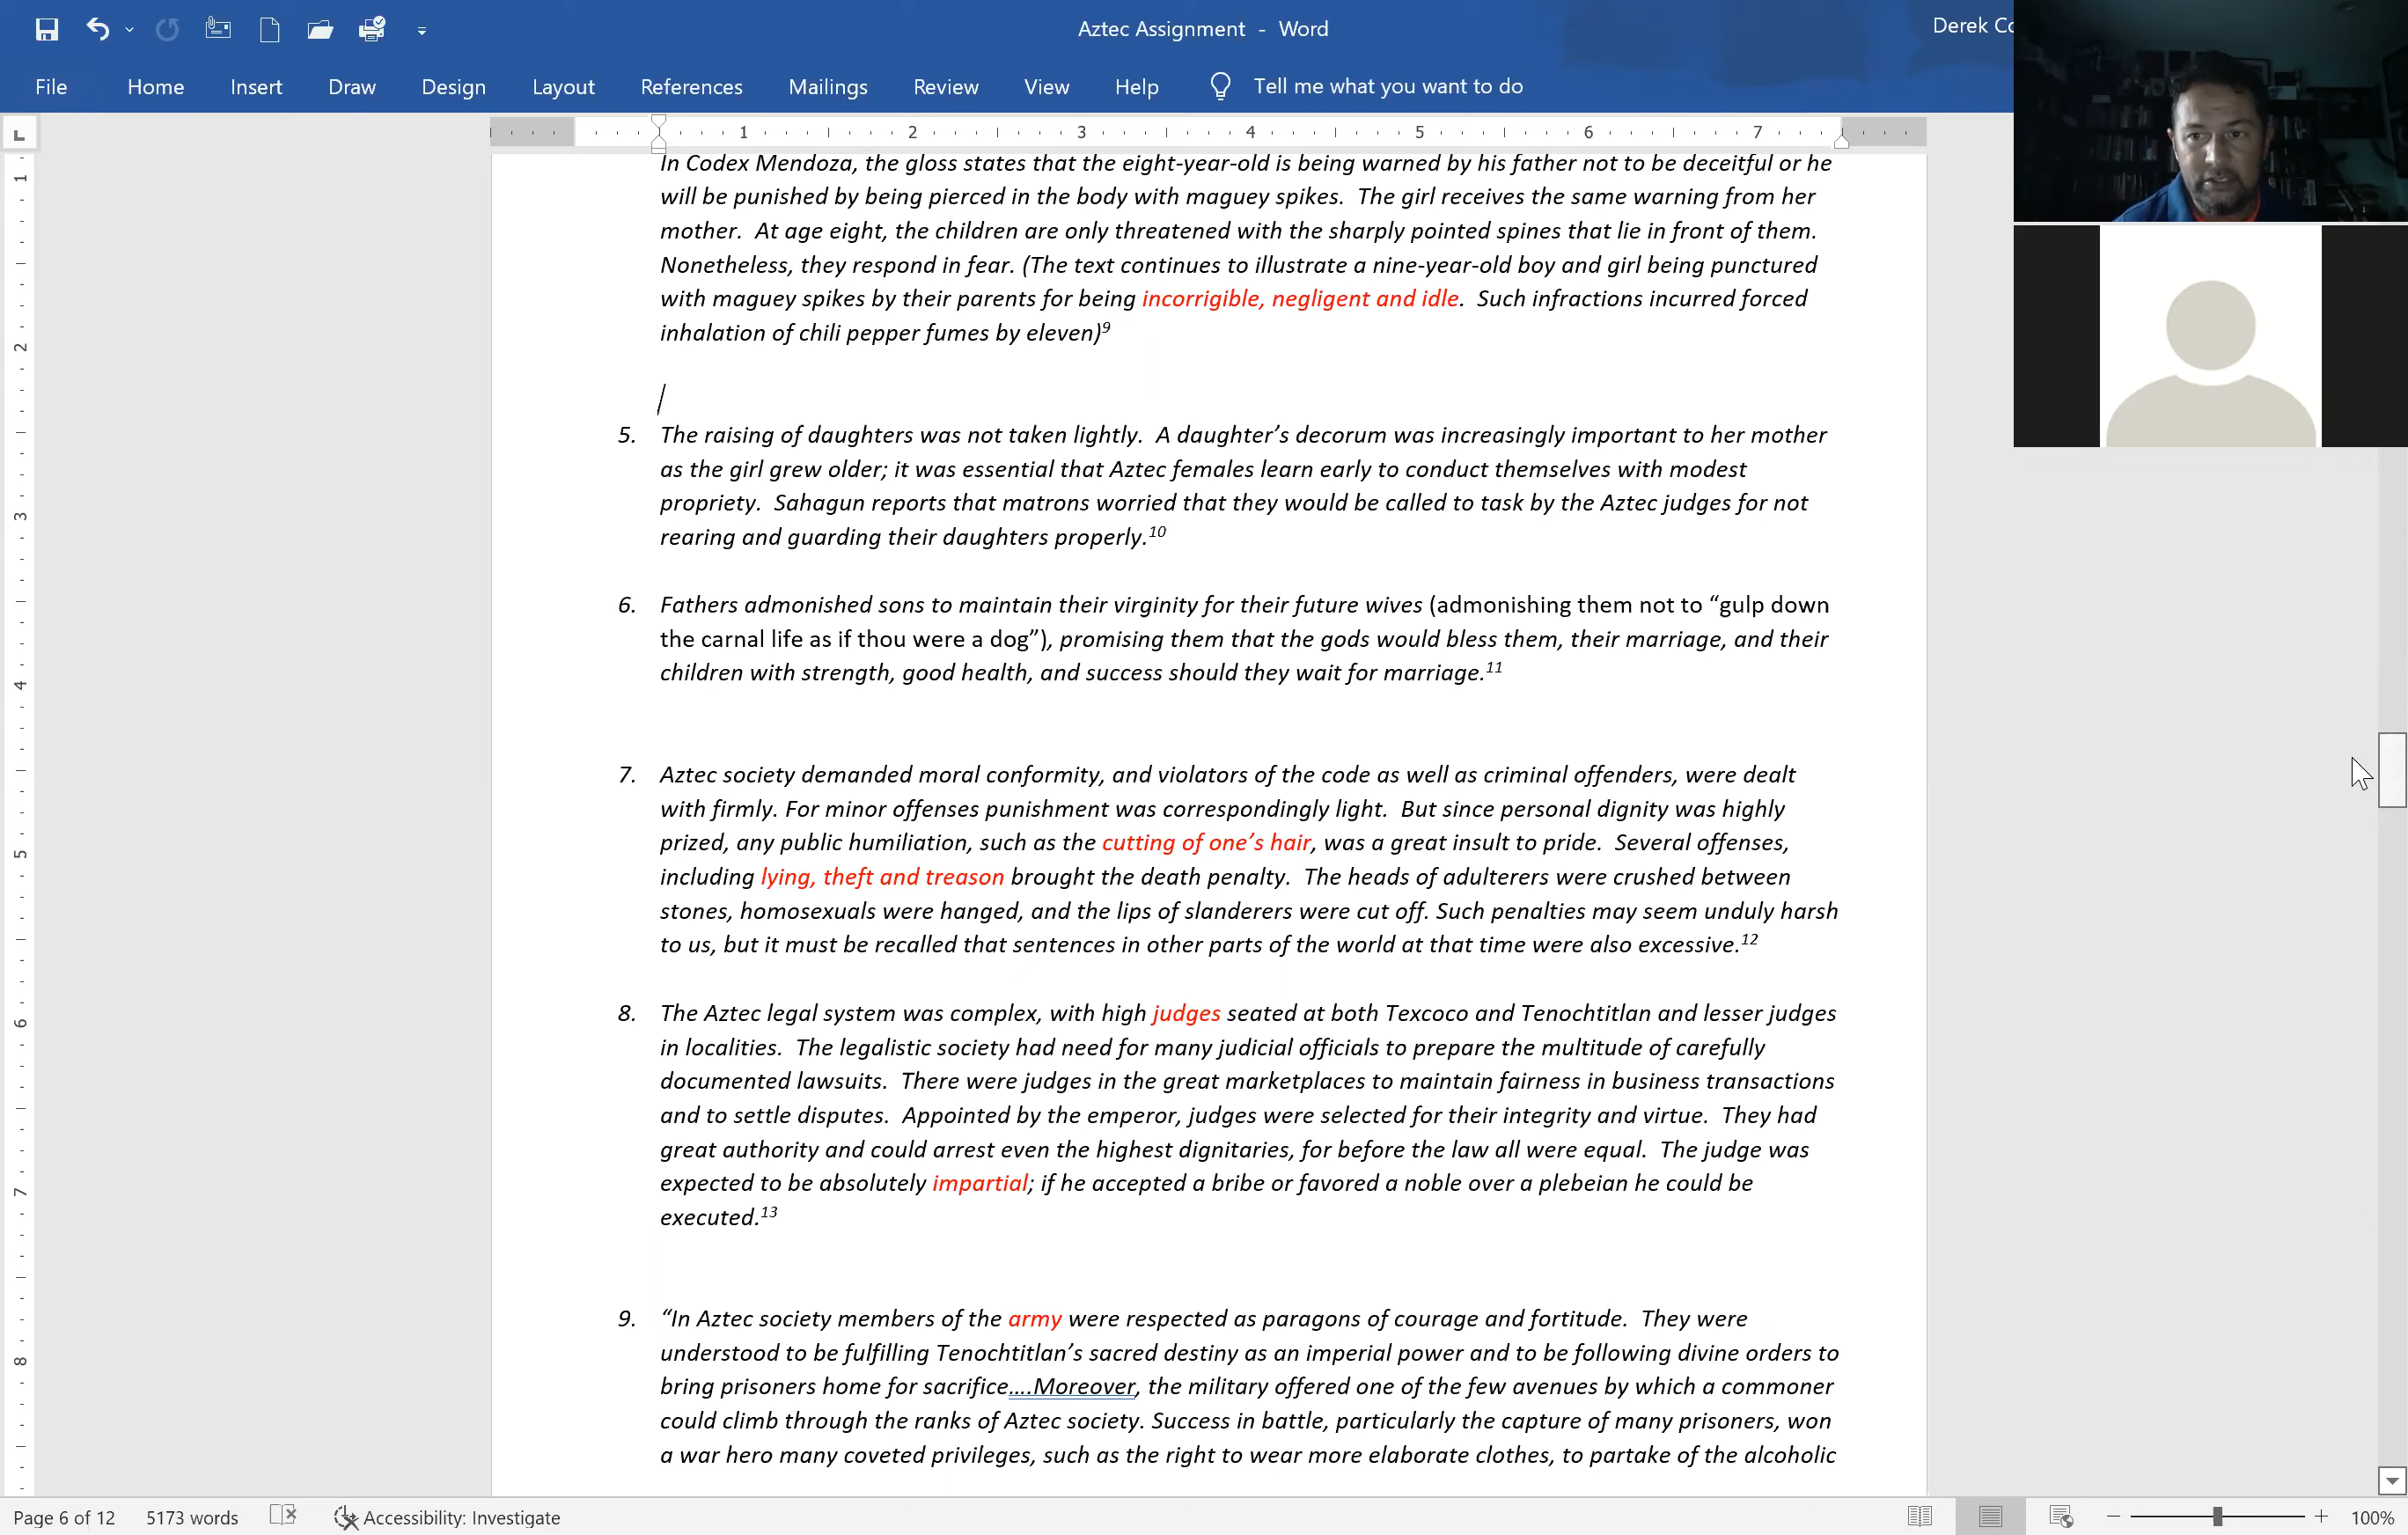 Aztec Assignment - Word
Derek Co
File Home Insert Draw Design Layout References Mailings Review View Help Tell me what you want to do
1 2 3 4 5 6 7
In Codex Mendoza, the gloss states that the eight-year-old is being warned by his father not to be deceitful or he
will be punished by being pierced in the body with maguey spikes. The girl receives the same warning from her
mother. At age eight, the children are only threatened with the sharply pointed spines that lie in front of them.
Nonetheless, they respond in fear. (The text continues to illustrate a nine-year-old boy and girl being punctured
with maguey spikes by their parents for being incorrigible, negligent and idle. Such infractions incurred forced
inhalation of chili pepper fumes by eleven)9
5. The raising of daughters was not taken lightly. A daughter’s decorum was increasingly important to her mother
as the girl grew older; it was essential that Aztec females learn early to conduct themselves with modest
propriety. Sahagun reports that matrons worried that they would be called to task by the Aztec judges for not
rearing and guarding their daughters properly.10
6. Fathers admonished sons to maintain their virginity for their future wives (admonishing them not to “gulp down
the carnal life as if thou were a dog”), promising them that the gods would bless them, their marriage, and their
children with strength, good health, and success should they wait for marriage.11
7. Aztec society demanded moral conformity, and violators of the code as well as criminal offenders, were dealt
with firmly. For minor offenses punishment was correspondingly light. But since personal dignity was highly
prized, any public humiliation, such as the cutting of one’s hair, was a great insult to pride. Several offenses,
including lying, theft and treason brought the death penalty. The heads of adulterers were crushed between
stones, homosexuals were hanged, and the lips of slanderers were cut off. Such penalties may seem unduly harsh
to us, but it must be recalled that sentences in other parts of the world at that time were also excessive.12
8. The Aztec legal system was complex, with high judges seated at both Texcoco and Tenochtitlan and lesser judges
in localities. The legalistic society had need for many judicial officials to prepare the multitude of carefully
documented lawsuits. There were judges in the great marketplaces to maintain fairness in business transactions
and to settle disputes. Appointed by the emperor, judges were selected for their integrity and virtue. They had
great authority and could arrest even the highest dignitaries, for before the law all were equal. The judge was
expected to be absolutely impartial; if he accepted a bribe or favored a noble over a plebeian he could be
executed.13
9. “In Aztec society members of the army were respected as paragons of courage and fortitude. They were
understood to be fulfilling Tenochtitlan’s sacred destiny as an imperial power and to be following divine orders to
bring prisoners home for sacrifice....Moreover, the military offered one of the few avenues by which a commoner
could climb through the ranks of Aztec society. Success in battle, particularly the capture of many prisoners, won
a war hero many coveted privileges, such as the right to wear more elaborate clothes, to partake of the alcoholic
1
2
3
4
5
6
7
8
Page 6 of 12 5173 words Accessibility: Investigate 100%